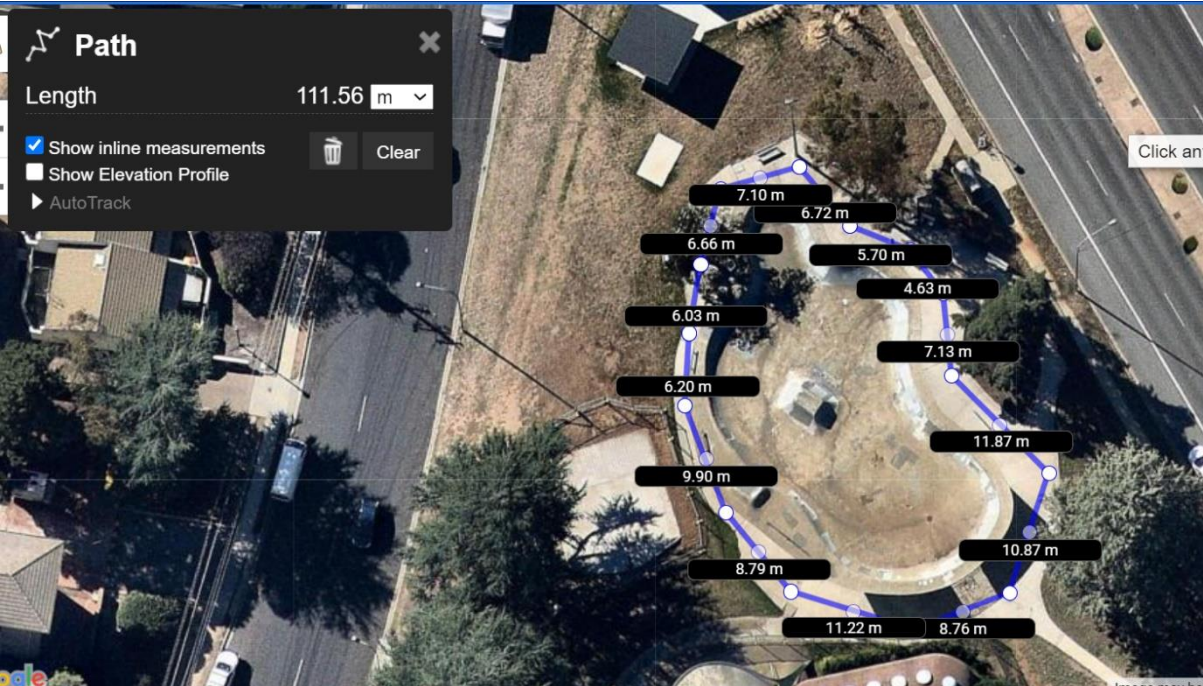 Path
Length 111.56 m
Show inline measurements
Clear
Show Elevation Profile
AutoTrack
Click an
7.10 m
6.72 m
6.66 m
5.70 m
4.63 m
6.03 m
7.13 m
6.20 m
11.87 m
9.90 m
10.87 m
8.79 m
11.22 m
8.76 m
ogle